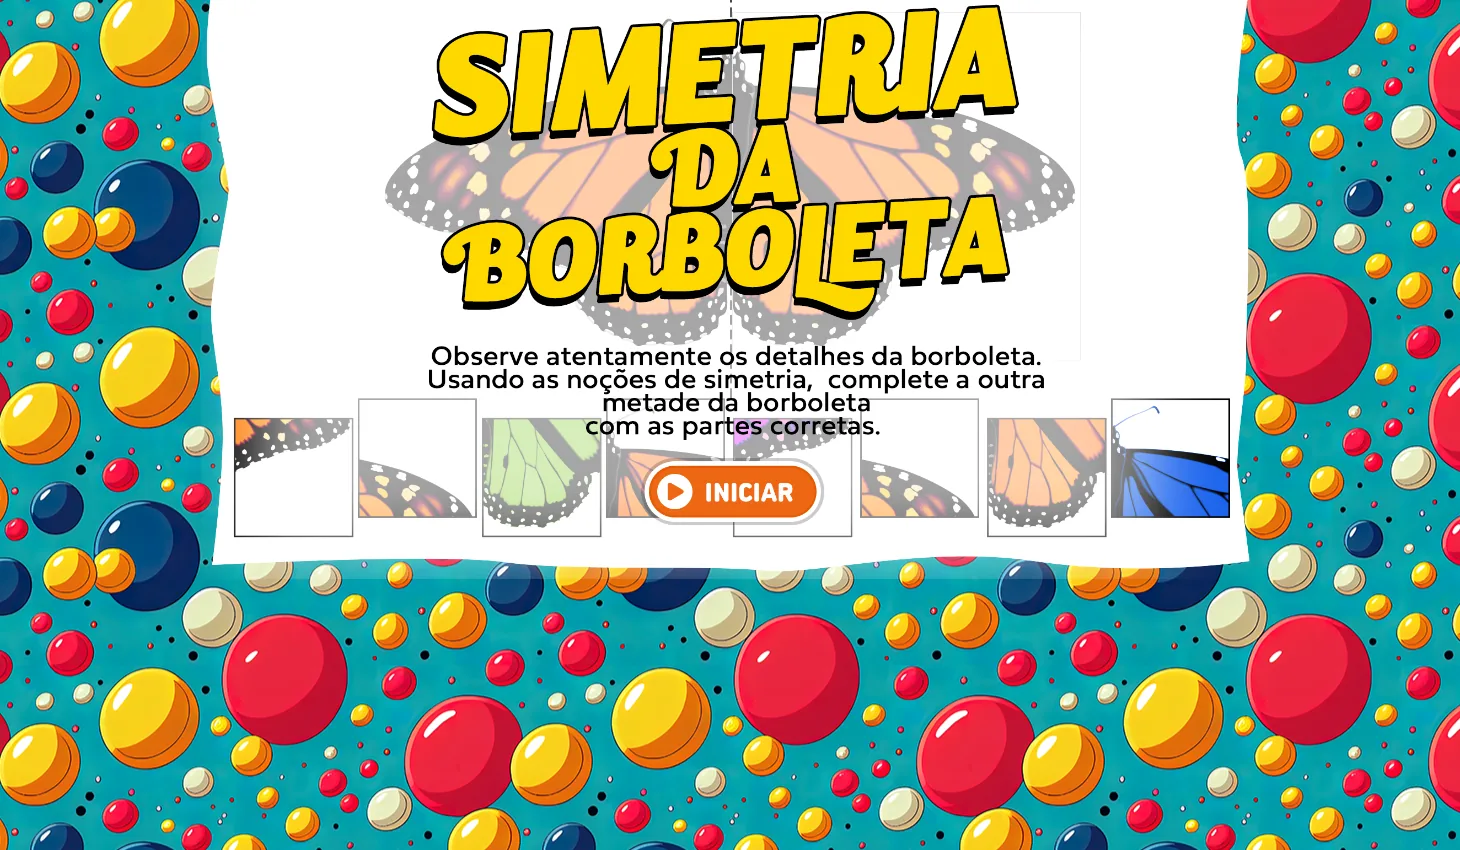 SIMETRIA
DA
BORBOLETA
Observe atentamente os detalhes da borboleta.
Usando as noções de simetria,  complete a outra
metade da borboleta
com as partes corretas.
INICIAR